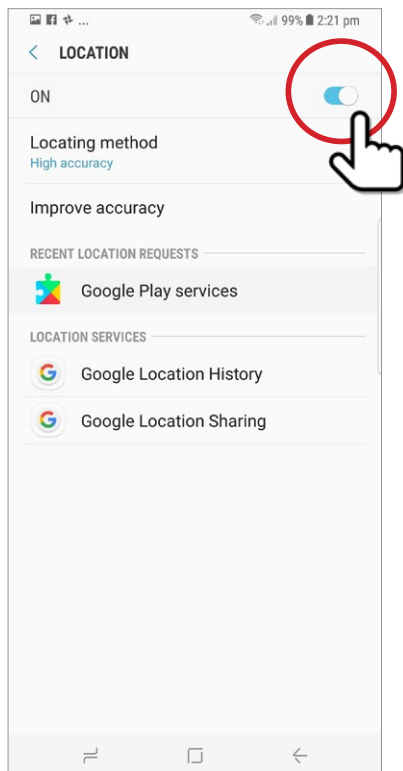 ... 99% 2:21 pm
LOCATION
ON
Locating method
High accuracy
Improve accuracy
RECENT LOCATION REQUESTS
Google Play services
LOCATION SERVICES
Google Location History
Google Location Sharing